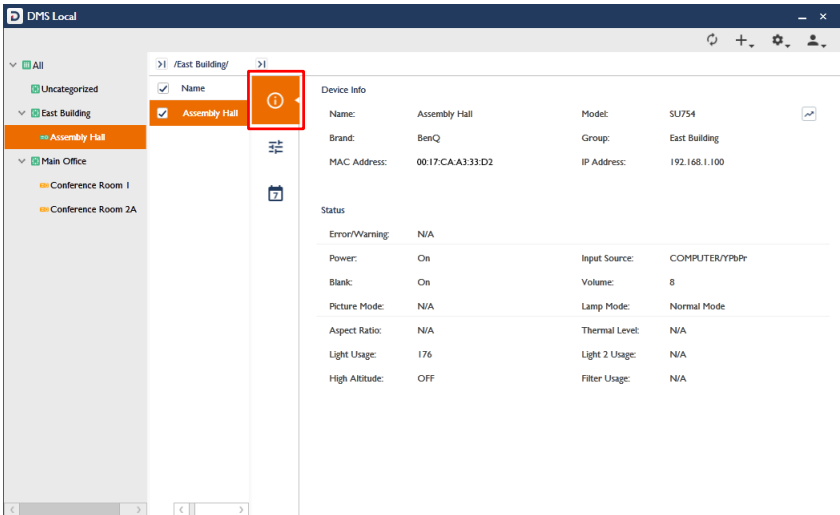 DMS Local
All
Uncategorized
East Building
Assembly Hall
Main Office
Conference Room 1
Conference Room 2A
/East Building/
Name
Assembly Hall
7
Device Info
Name: Assembly Hall Model: SU754
Brand: BenQ Group: East Building
MAC Address: 00:17:CA:A3:33:D2 IP Address: 192.168.1.100
Status
Error/Warning: N/A
Power: On Input Source: COMPUTER/YPbPr
Blank: On Volume: 8
Picture Mode: N/A Lamp Mode: Normal Mode
Aspect Ratio: N/A Thermal Level: N/A
Light Usage: 176 Light 2 Usage: N/A
High Altitude: OFF Filter Usage: N/A